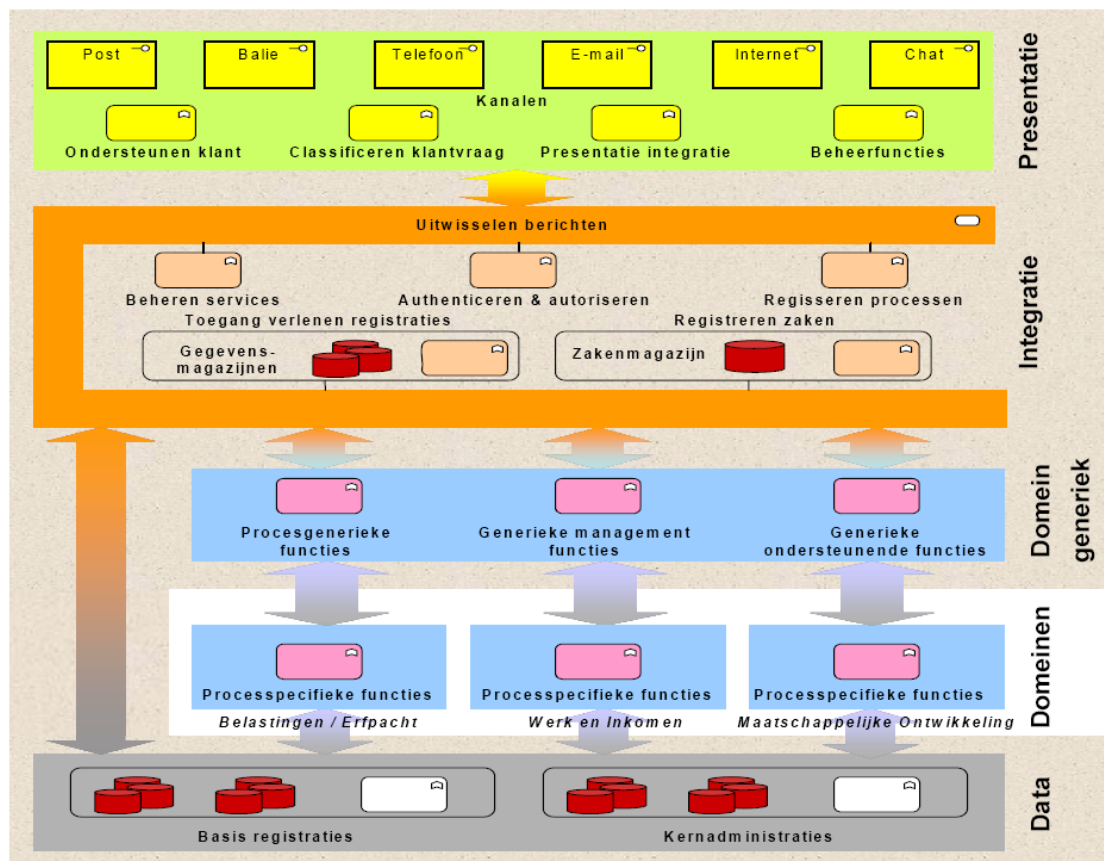 Post
Balie
Telefoon
E-mail
Internet
Chat
Kanalen
Ondersteunen klant
Classificeren klantvraag
Presentatie integratie
Beheerfuncties
Presentatie
Uitwisselen berichten
Beheren services
Authenticeren & autoriseren
Regisseren processen
Toegang verlenen registraties
Registreren zaken
Gegevens-
magazijnen
Zakenmagazijn
Integratie
Procesgenerieke
functies
Generieke management
functies
Generieke
ondersteunende functies
Domein
generiek
Processpecifieke functies
Processpecifieke functies
Processpecifieke functies
Belastingen / Erfpacht
Werk en Inkomen
Maatschappelijke Ontwikkeling
Domeinen
Basis registraties
Kernadministraties
Data